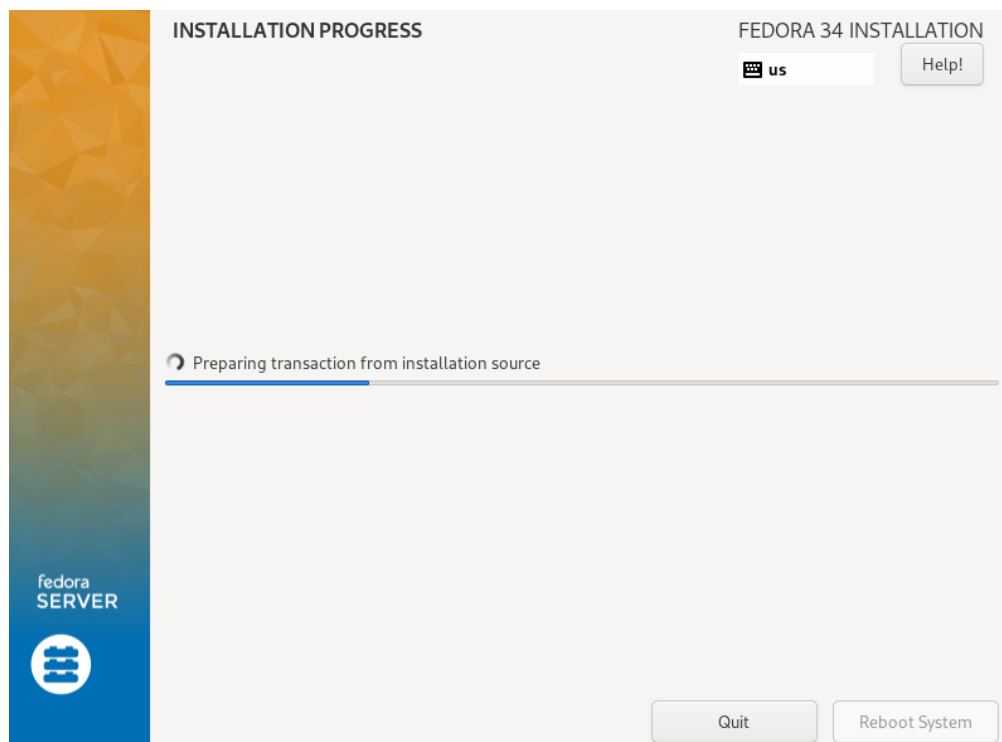 INSTALLATION PROGRESS
FEDORA 34 INSTALLATION
us
Help!
Preparing transaction from installation source
fedora
SERVER
Quit
Reboot System